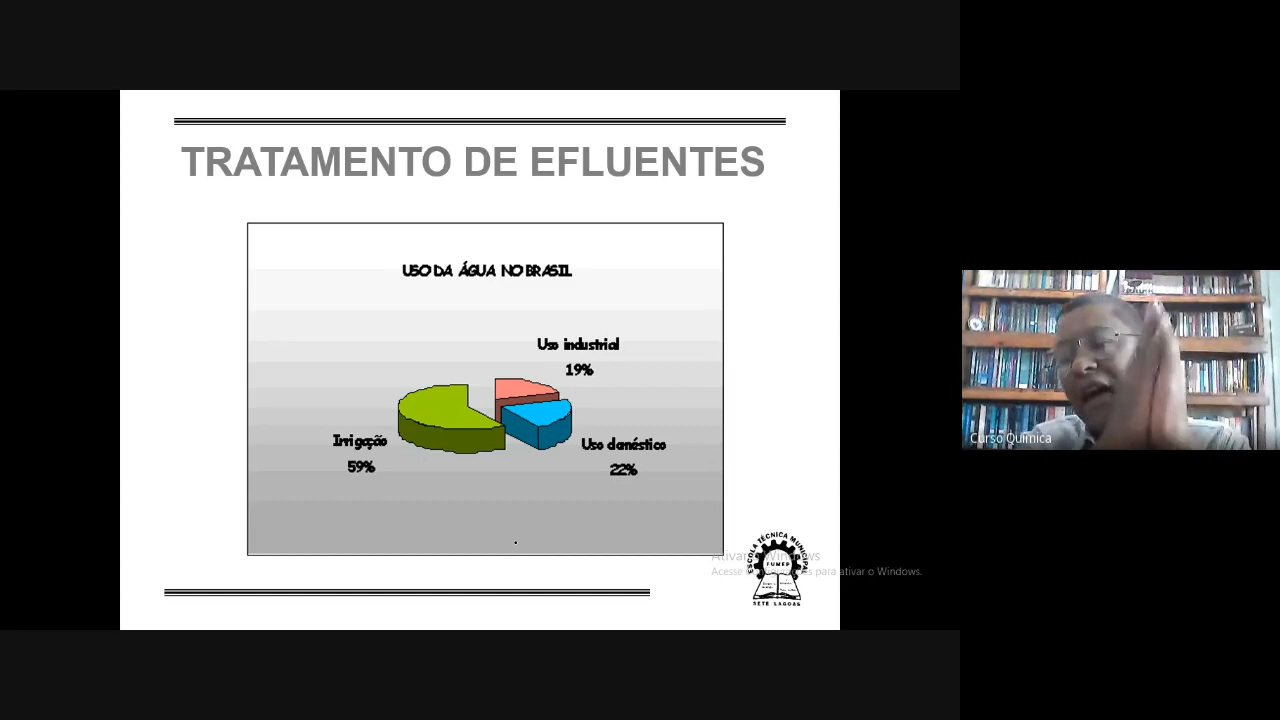 TRATAMENTO DE EFLUENTES
USO DA ÁGUA NO BRASIL
Uso industrial
19%
Irrigação
59%
Uso doméstico
22%
Curso Química
ESCOLA TÉCNICA MUNICIPAL
FUMEP
SETE LAGOAS
Ativar o Windows
Acesse para ativar o Windows.